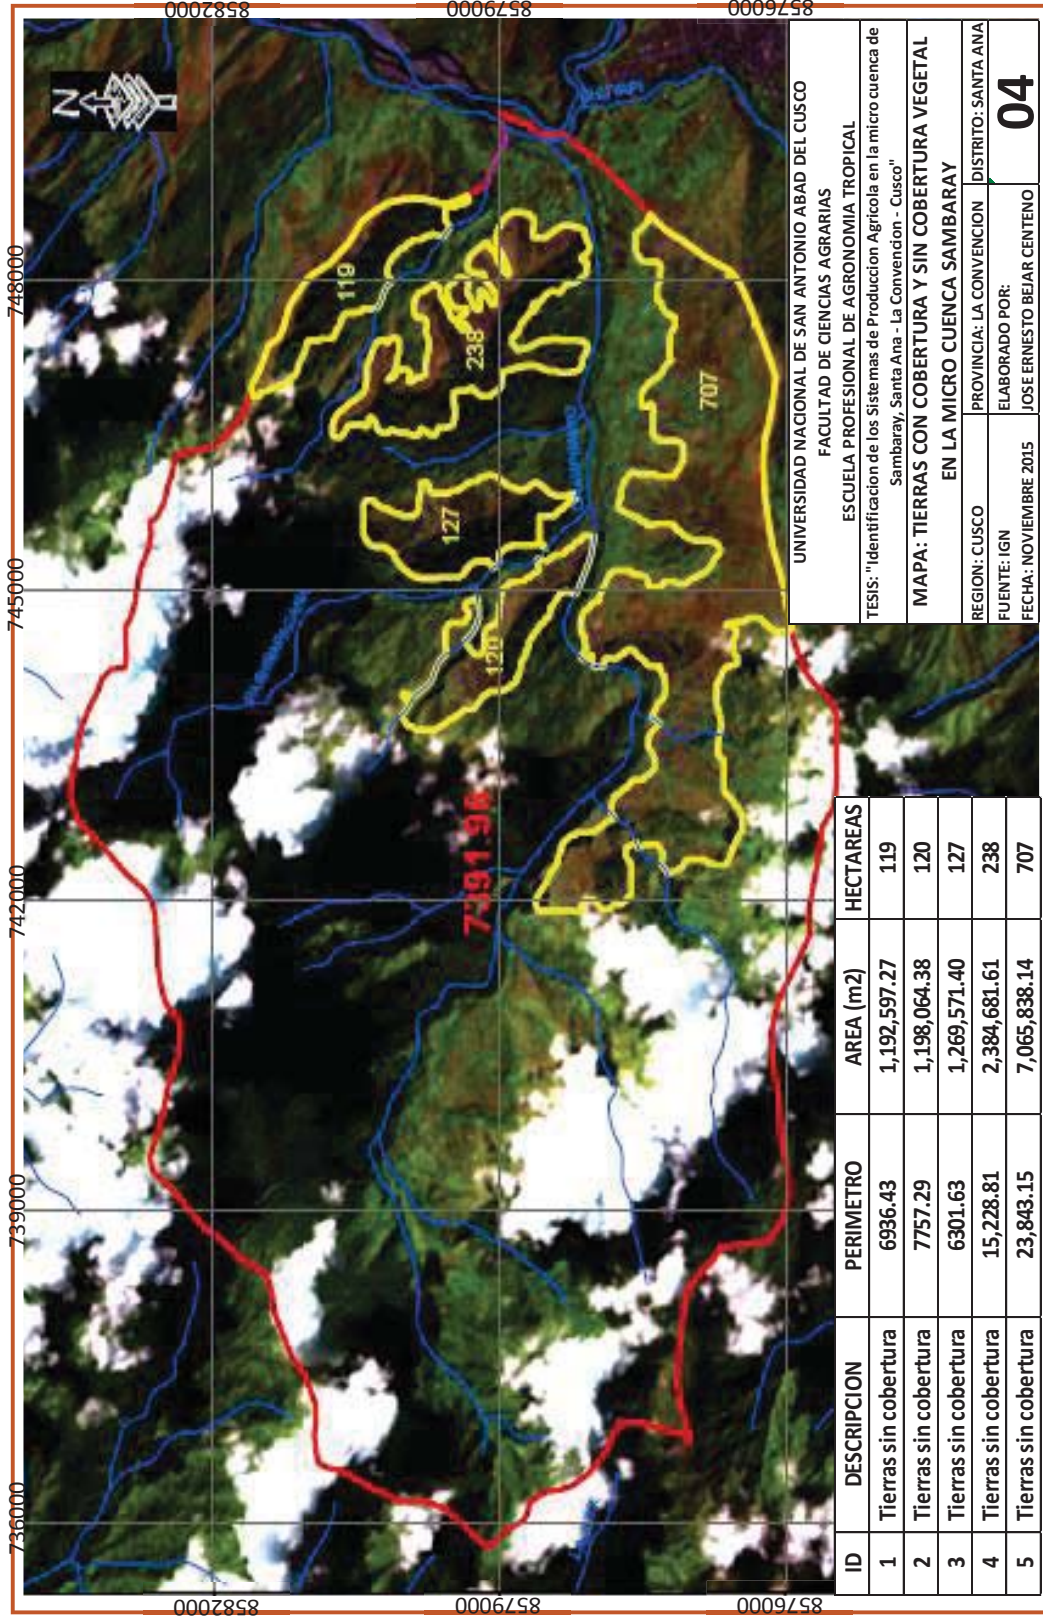 736000
739000
742000
745000
748000
8582000
8579000
8576000
8582000
8579000
8576000
N
119
238
127
120
707
7391.96
ID DESCRIPCION PERIMETRO AREA (m2) HECTAREAS
1 Tierras sin cobertura 6936.43 1,192,597.27 119
2 Tierras sin cobertura 7757.29 1,198,064.38 120
3 Tierras sin cobertura 6301.63 1,269,571.40 127
4 Tierras sin cobertura 15,228.81 2,384,681.61 238
5 Tierras sin cobertura 23,843.15 7,065,838.14 707
UNIVERSIDAD NACIONAL DE SAN ANTONIO ABAD DEL CUSCO
FACULTAD DE CIENCIAS AGRARIAS
ESCUELA PROFESIONAL DE AGRONOMIA TROPICAL
TESIS: "Identificacion de los Sistemas de Produccion Agricola en la micro cuenca de
Sambaray, Santa Ana - La Convencion - Cusco"
MAPA: TIERRAS CON COBERTURA Y SIN COBERTURA VEGETAL
EN LA MICRO CUENCA SAMBARAY
REGION: CUSCO PROVINCIA: LA CONVENCION DISTRITO: SANTA ANA
FUENTE: IGN ELABORADO POR: 04
FECHA: NOVIEMBRE 2015 JOSE ERNESTO BEJAR CENTENO